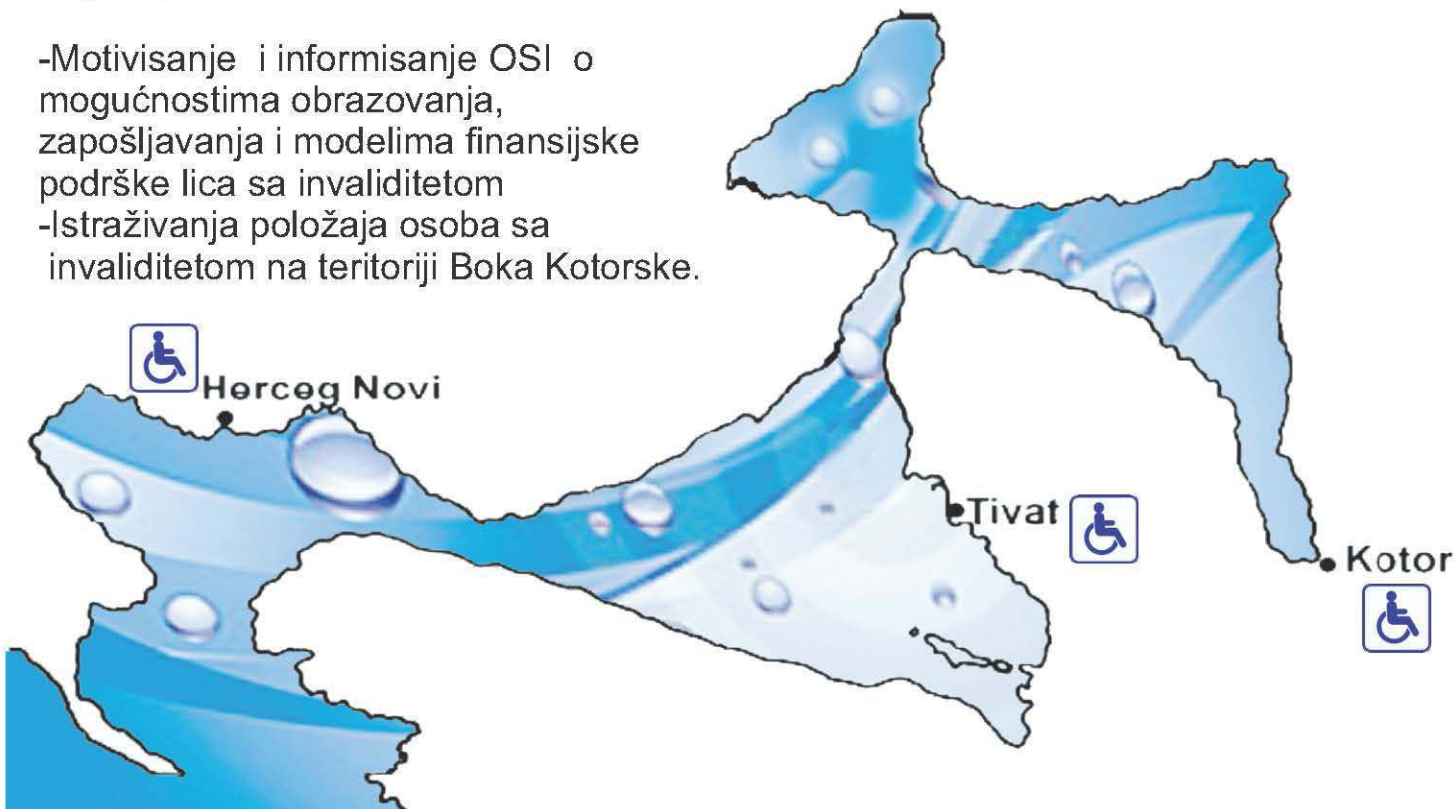 -Motivisanje i informisanje OSI o
mogućnostima obrazovanja,
zapošljavanja i modelima finansijske
podrške lica sa invaliditetom
-Istraživanja položaja osoba sa
invaliditetom na teritoriji Boka Kotorske.
Herceg Novi
Tivat
Kotor